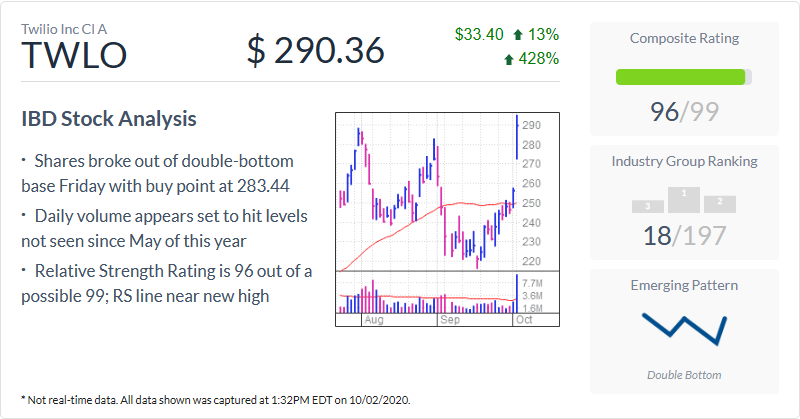 Twilio Inc Cl A
TWLO
$ 290.36
$33.40 13%
428%
IBD Stock Analysis
· Shares broke out of double-bottom
base Friday with buy point at 283.44
· Daily volume appears set to hit levels
not seen since May of this year
· Relative Strength Rating is 96 out of a
possible 99; RS line near new high
290
280
270
260
250
240
230
220
7.7M
3.6M
1.6M
Aug Sep Oct
Composite Rating
96/99
Industry Group Ranking
3 1 2
18/197
Emerging Pattern
Double Bottom
* Not real-time data. All data shown was captured at 1:32PM EDT on 10/02/2020.